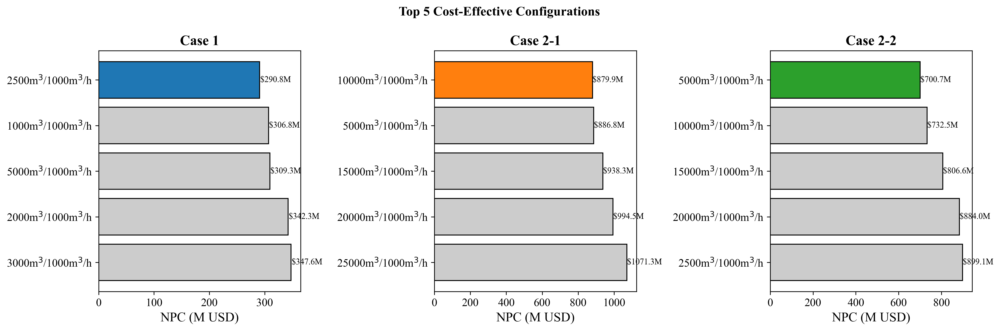 Top 5 Cost-Effective Configurations
Case 1
2500m³/1000m³/h
$290.8M
1000m³/1000m³/h
$306.8M
5000m³/1000m³/h
$309.3M
2000m³/1000m³/h
$342.3M
3000m³/1000m³/h
$347.6M
0 100 200 300
NPC (M USD)
Case 2-1
10000m³/1000m³/h
$879.9M
5000m³/1000m³/h
$886.8M
15000m³/1000m³/h
$938.3M
20000m³/1000m³/h
$994.5M
25000m³/1000m³/h
$1071.3M
0 200 400 600 800 1000
NPC (M USD)
Case 2-2
5000m³/1000m³/h
$700.7M
10000m³/1000m³/h
$732.5M
15000m³/1000m³/h
$806.6M
20000m³/1000m³/h
$884.0M
2500m³/1000m³/h
$899.1M
0 200 400 600 800
NPC (M USD)